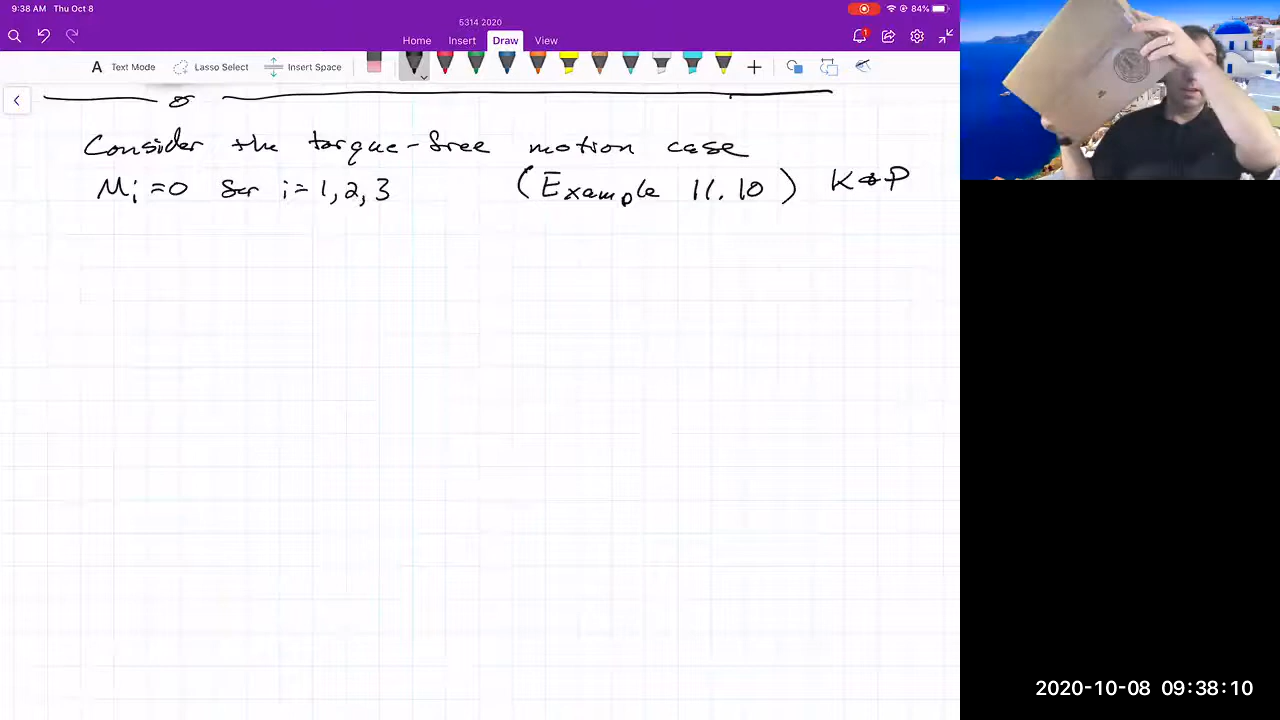 9:38 AM Thu Oct 8
84%
5314 2020
Home Insert Draw View
1
A Text Mode Lasso Select Insert Space
Consider the torque-free motion case
Mi = 0 for i = 1, 2, 3 (Example 11.10) K&P
2020-10-08 09:38:10